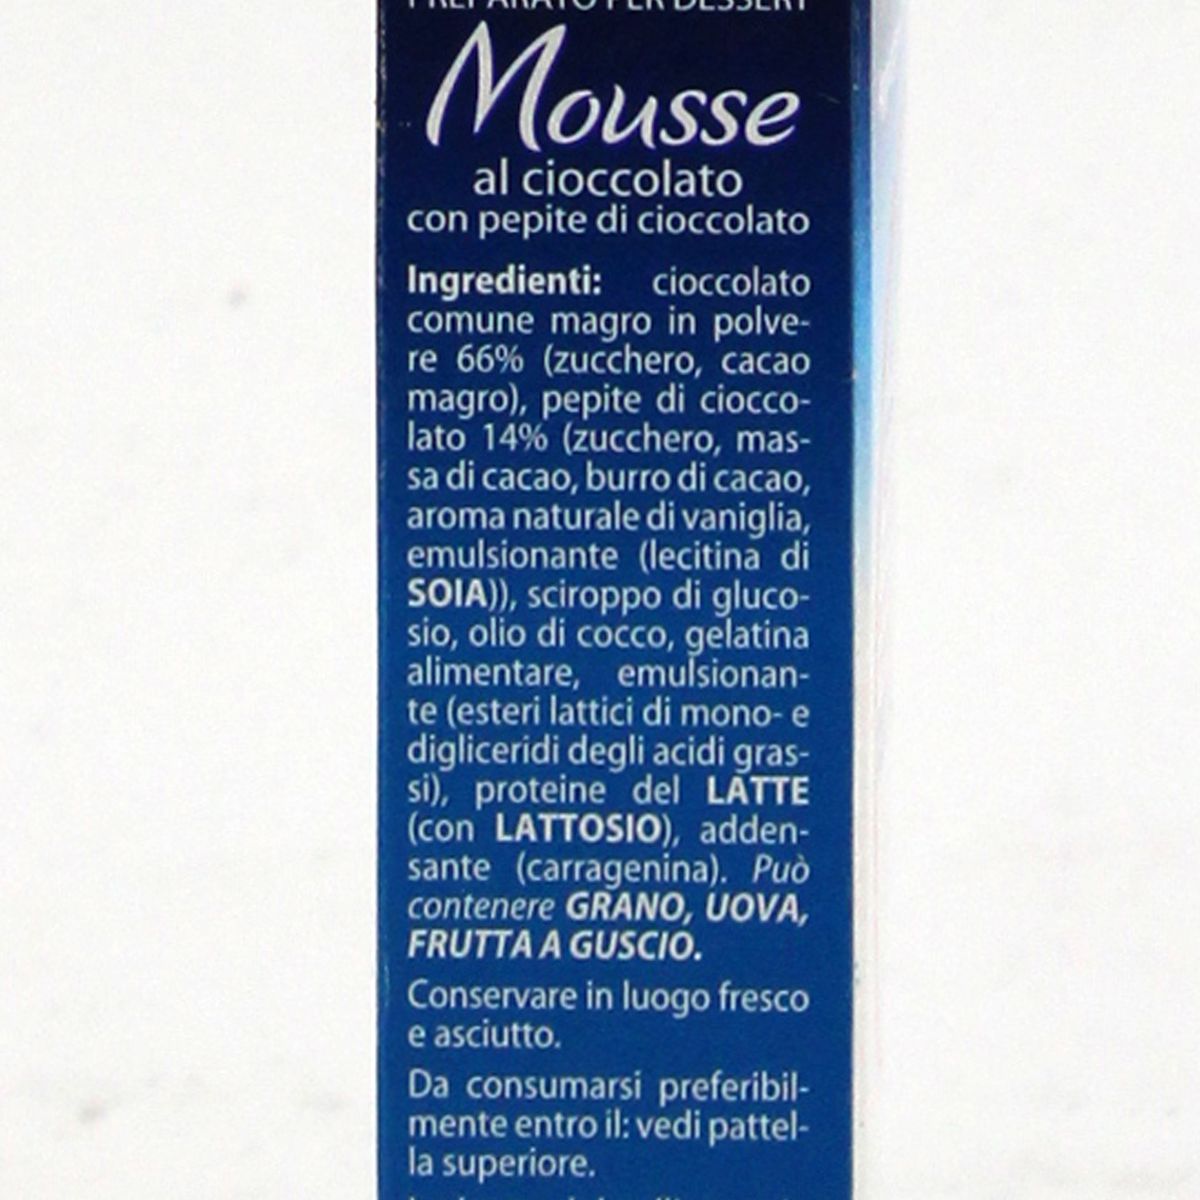 PREPARATO PER DESSERT
Mousse
al cioccolato
con pepite di cioccolato
Ingredienti: cioccolato
comune magro in polve-
re 66% (zucchero, cacao
magro), pepite di ciocco-
lato 14% (zucchero, mas-
sa di cacao, burro di cacao,
aroma naturale di vaniglia,
emulsionante (lecitina di
SOIA)), sciroppo di gluco-
sio, olio di cocco, gelatina
alimentare, emulsionan-
te (esteri lattici di mono- e
digliceridi degli acidi gras-
si), proteine del LATTE
(con LATTOSIO), adden-
sante (carragenina). Può
contenere GRANO, UOVA,
FRUTTA A GUSCIO.
Conservare in luogo fresco
e asciutto.
Da consumarsi preferibil-
mente entro il: vedi pattel-
la superiore.